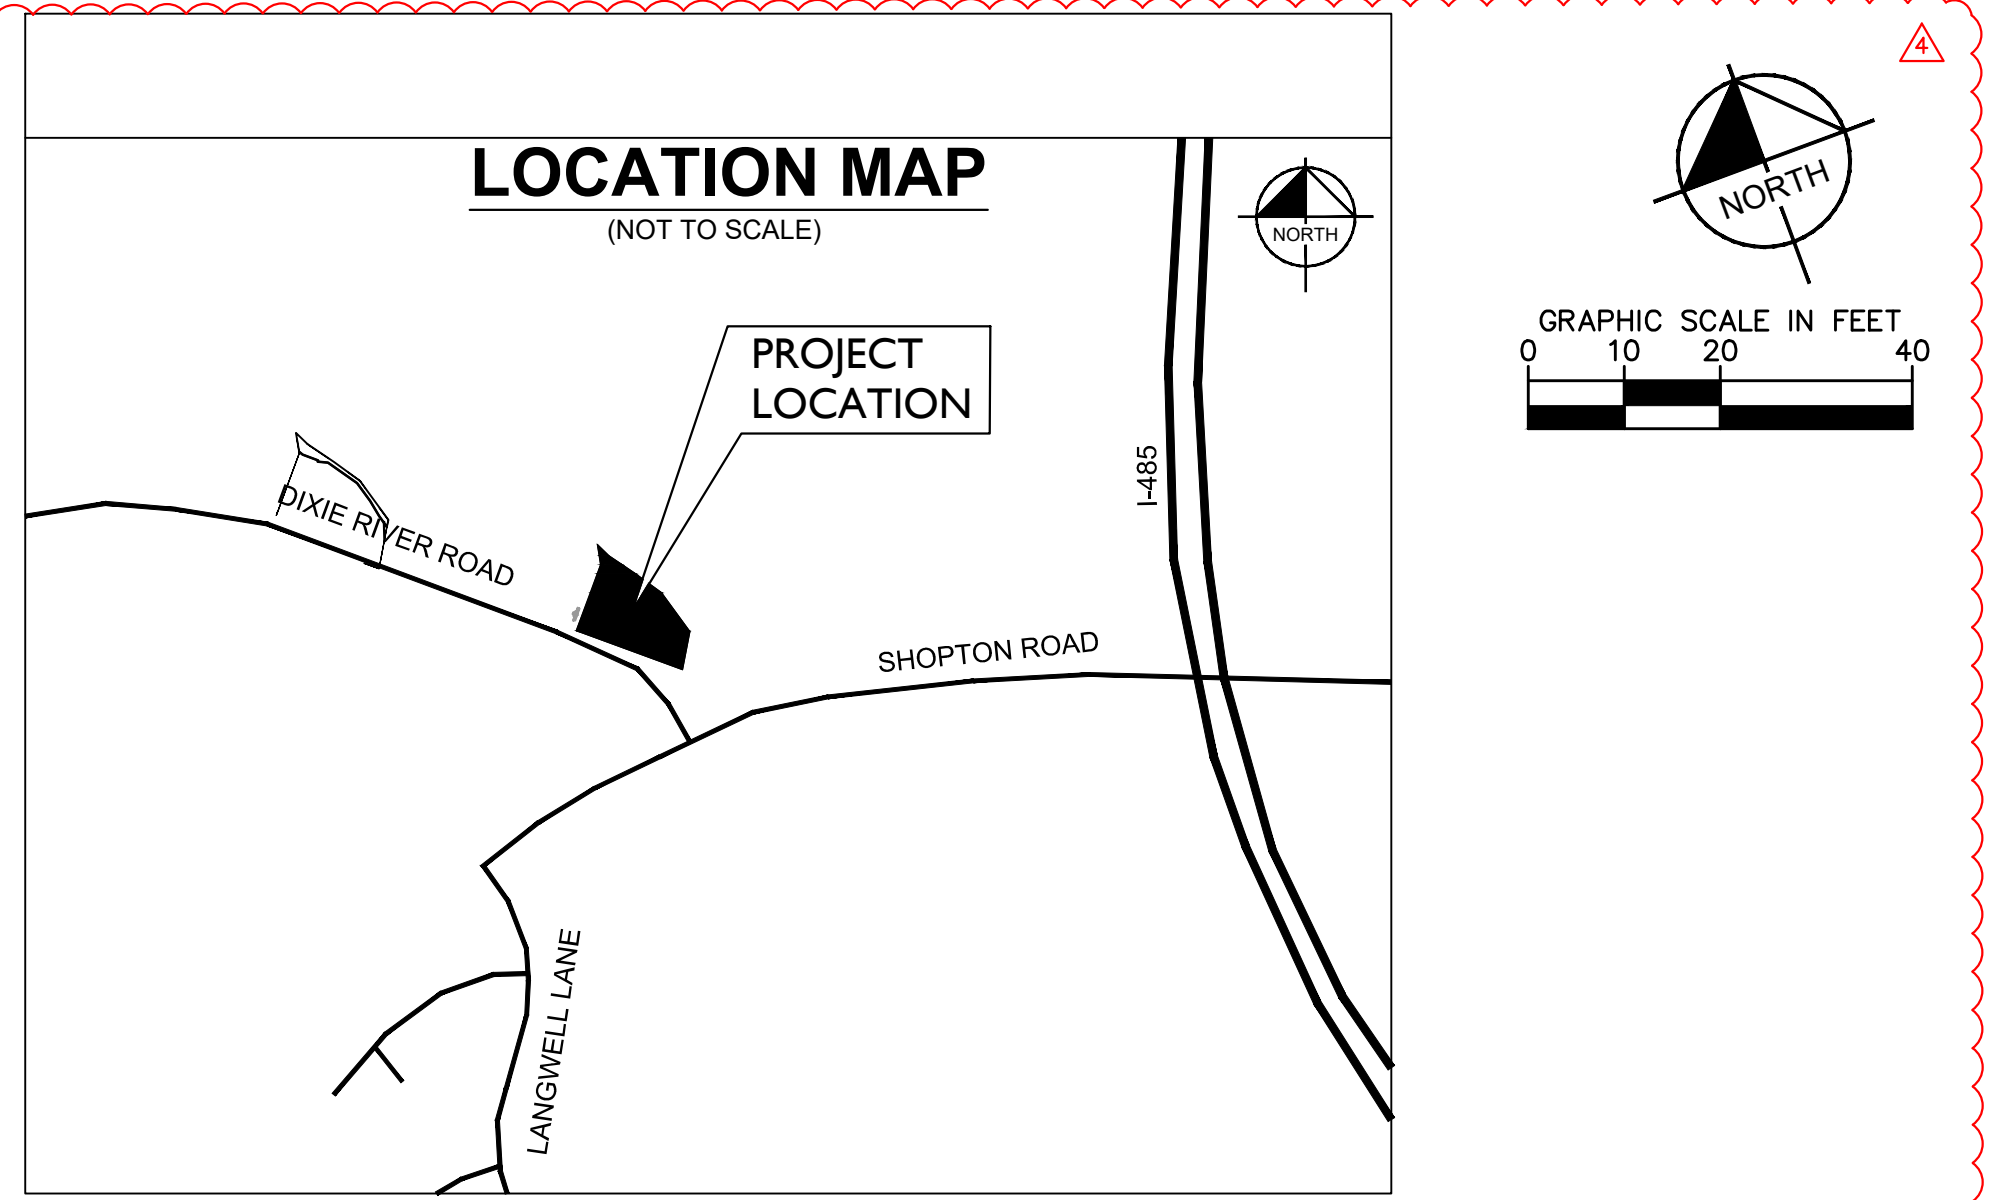 4
LOCATION MAP
(NOT TO SCALE)
NORTH
NORTH
GRAPHIC SCALE IN FEET
0 10 20 40
PROJECT
LOCATION
I-485
DIXIE RIVER ROAD
SHOPTON ROAD
LANGWELL LANE